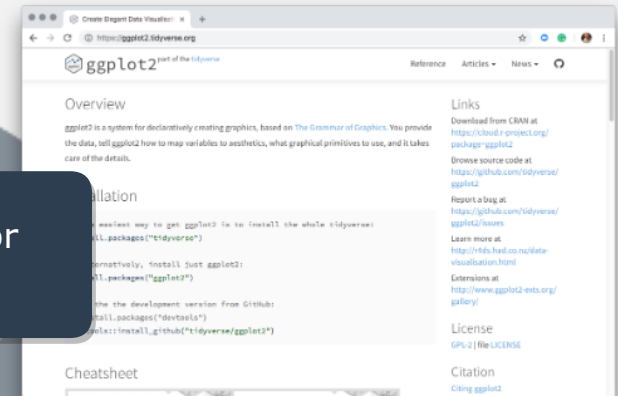 Create Elegant Data Visualisati
https://ggplot2.tidyverse.org
ggplot2 part of the tidyverse
Reference Articles News
Overview
ggplot2 is a system for declaratively creating graphics, based on The Grammar of Graphics. You provide
the data, tell ggplot2 how to map variables to aesthetics, what graphical primitives to use, and it takes
care of the details.
allation
or
easiest way to get ggplot2 is to install the whole tidyverse:
all.packages("tidyverse")
ternatively, install just ggplot2:
ll.packages("ggplot2")
the the development version from GitHub:
tall.packages("devtools")
ools::install_github("tidyverse/ggplot2")
Cheatsheet
Links
Download from CRAN at
https://cloud.r-project.org/
package=ggplot2
Browse source code at
https://github.com/tidyverse/
ggplot2
Report a bug at
https://github.com/tidyverse/
ggplot2/issues
Learn more at
http://r4ds.had.co.nz/data-
visualisation.html
Extensions at
http://www.ggplot2-exts.org/
gallery/
License
GPL-2 | file LICENSE
Citation
Citing ggplot2